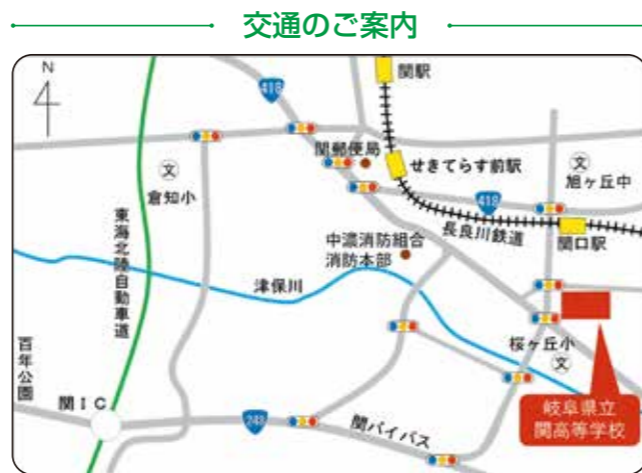 交通のご案内
N
関駅
418
関郵便局
せきてらす前駅
文
旭ヶ丘中
文
倉知小
418
長良川鉄道
関口駅
中濃消防組合
消防本部
東海北陸自動車道
津保川
桜ヶ丘小
文
百年公園
関IC
248
関バイパス
岐阜県立
関高等学校